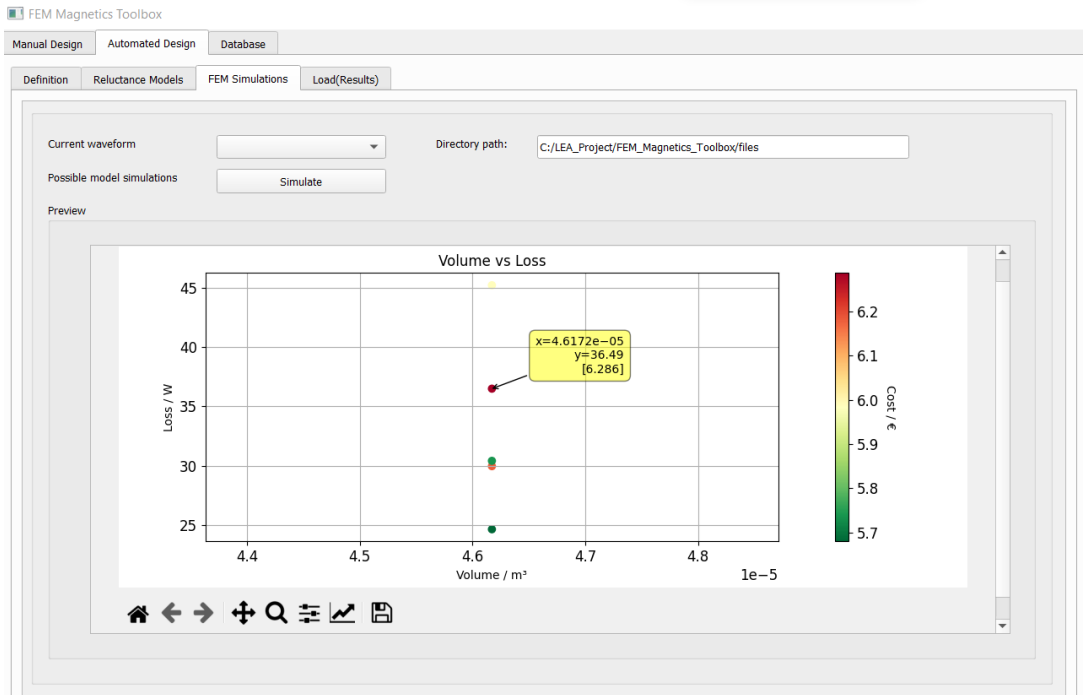 FEM Magnetics Toolbox
Manual Design
Automated Design
Database
Definition
Reluctance Models
FEM Simulations
Load(Results)
Current waveform
Directory path:
C:/LEA_Project/FEM_Magnetics_Toolbox/files
Possible model simulations
Simulate
Preview
Volume vs Loss
45
40
35
30
25
Loss / W
x=4.6172e−05
y=36.49
[6.286]
4.4
4.5
4.6
4.7
4.8
Volume / m³
1e−5
6.2
6.1
6.0
5.9
5.8
5.7
Cost / €